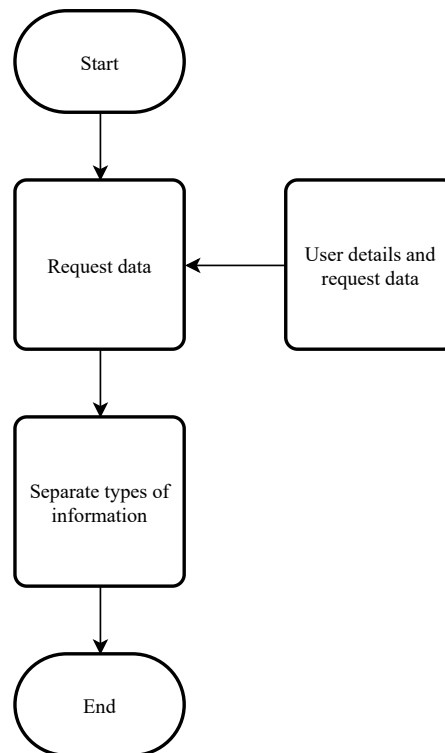 Start
Request data
User details and
request data
Separate types of
information
End